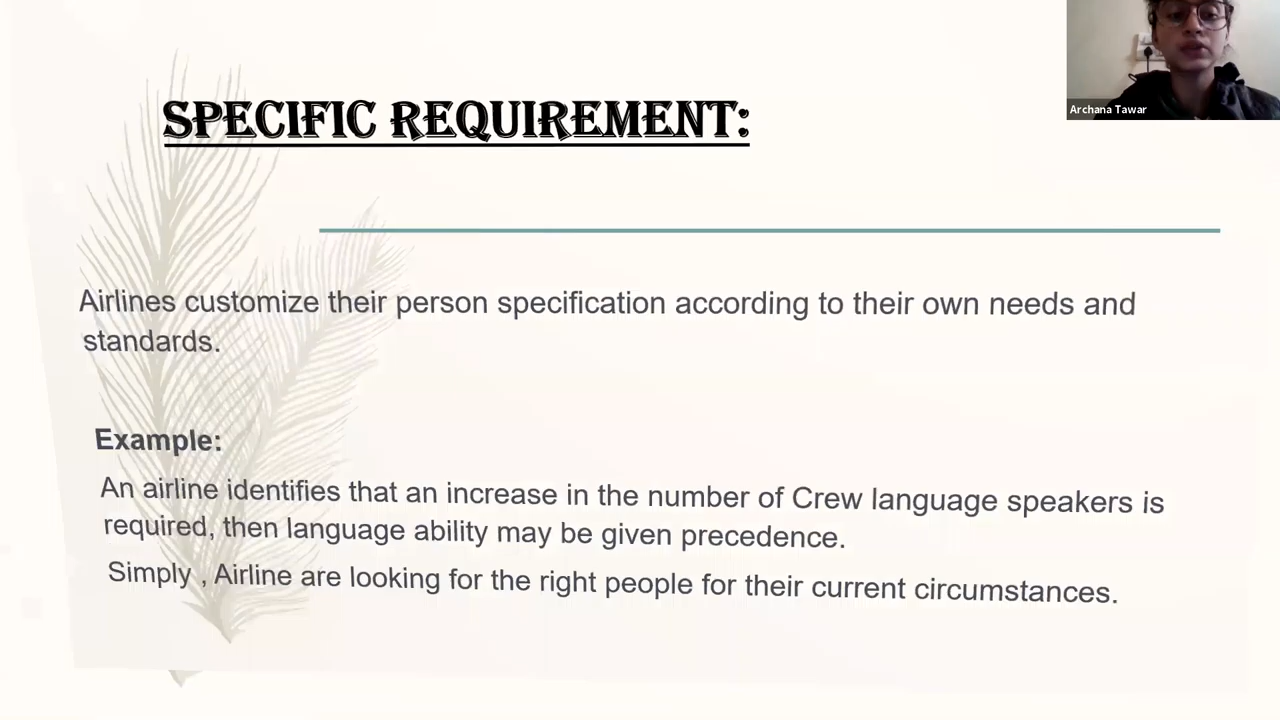 Archana Tawar
SPECIFIC REQUIREMENT:
Airlines customize their person specification according to their own needs and
standards.
Example:
An airline identifies that an increase in the number of Crew language speakers is
required, then language ability may be given precedence.
Simply , Airline are looking for the right people for their current circumstances.